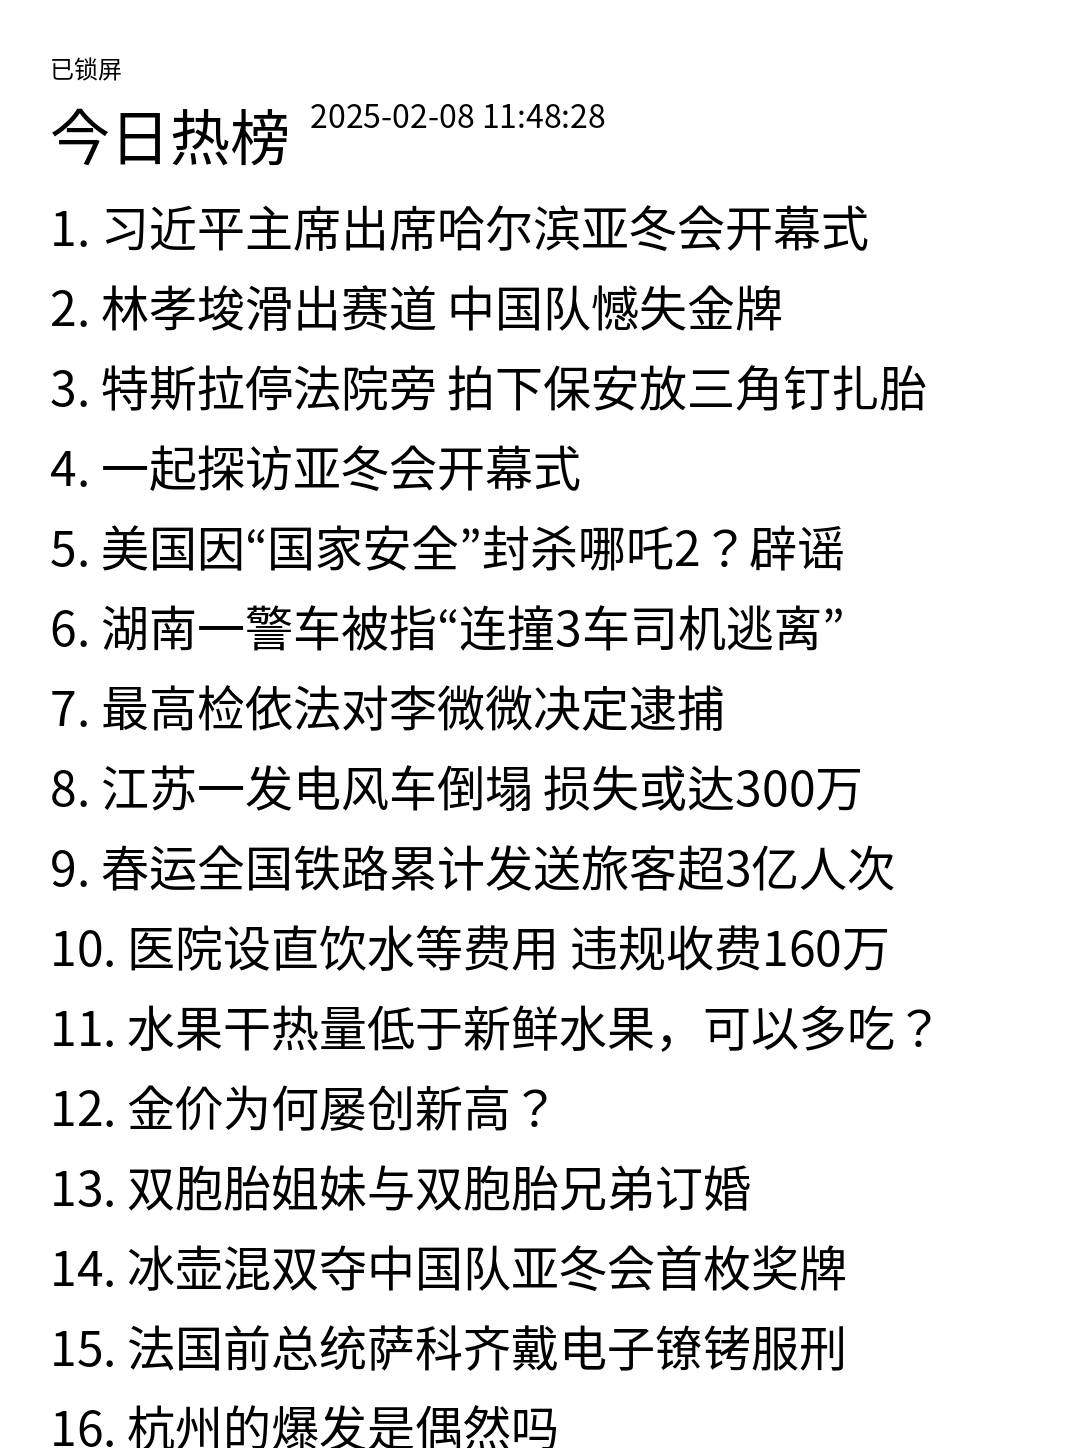 已锁屏
今日热榜 2025-02-08 11:48:28
1. 习近平主席出席哈尔滨亚冬会开幕式
2. 林孝埈滑出赛道 中国队憾失金牌
3. 特斯拉停法院旁 拍下保安放三角钉扎胎
4. 一起探访亚冬会开幕式
5. 美国因“国家安全”封杀哪吒2？辟谣
6. 湖南一警车被指“连撞3车司机逃离”
7. 最高检依法对李微微决定逮捕
8. 江苏一发电风车倒塌 损失或达300万
9. 春运全国铁路累计发送旅客超3亿人次
10. 医院设直饮水等费用 违规收费160万
11. 水果干热量低于新鲜水果，可以多吃？
12. 金价为何屡创新高？
13. 双胞胎姐妹与双胞胎兄弟订婚
14. 冰壶混双夺中国队亚冬会首枚奖牌
15. 法国前总统萨科齐戴电子镣铐服刑
16. 杭州的爆发是偶然吗